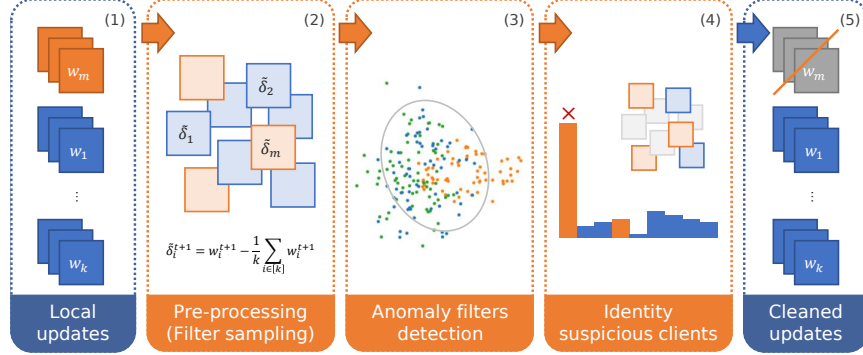 (1)
w_m
w_1
⋮
w_k
Local
updates
(2)
δ̃_2
δ̃_1
δ̃_m
δ̃_i^{t+1} = w_i^{t+1} − \frac{1}{k} ∑_{i∈[k]} w_i^{t+1}
Pre-processing
(Filter sampling)
(3)
Anomaly filters
detection
(4)
Identity
suspicious clients
(5)
w_m
w_1
⋮
w_k
Cleaned
updates